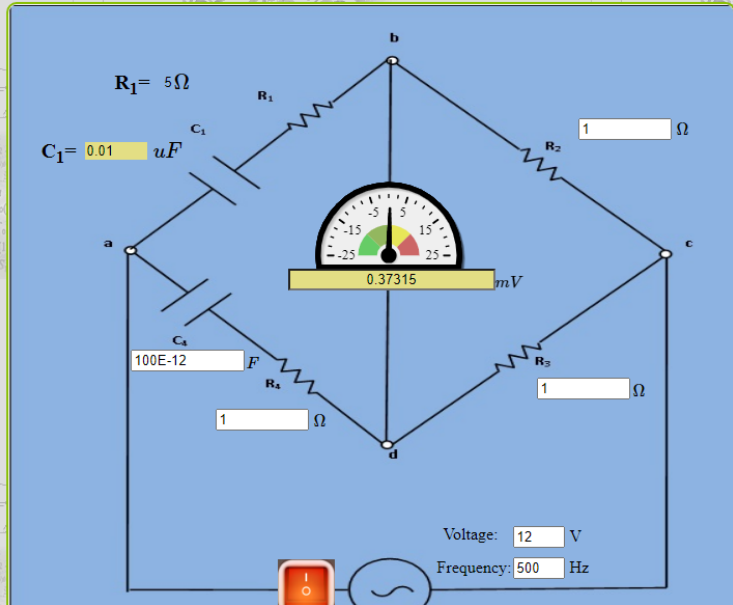 b
R₁= 5Ω
R₁
C₁
1 Ω
R₂
C₁= 0.01 uF
-5 5
-15 15
-25 25
a
c
0.37315 mV
C₄
100E-12 F
R₄
R₃
1 Ω
1 Ω
d
Voltage: 12 V
Frequency: 500 Hz